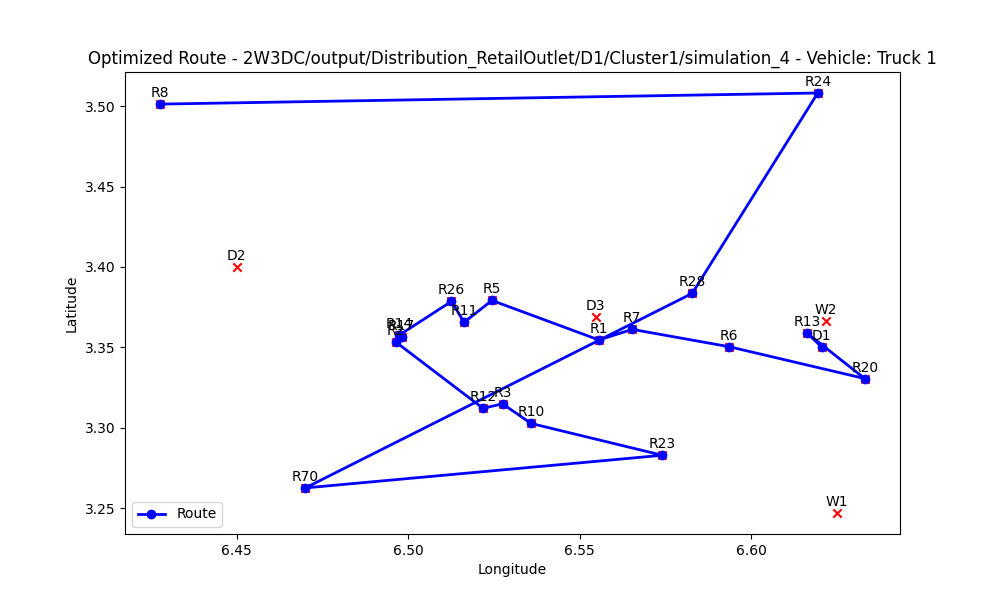 Optimized Route - 2W3DC/output/Distribution_RetailOutlet/D1/Cluster1/simulation_4 - Vehicle: Truck 1
R24
R8
3.50
3.45
D2
3.40
R28
R5
R26
D3
W2
R11
R14
R13
R1
R7
D1
R6
3.35
R20
R12
R3
R10
3.30
R23
R70
W1
3.25
Route
Latitude
6.45
6.50
6.55
6.60
Longitude